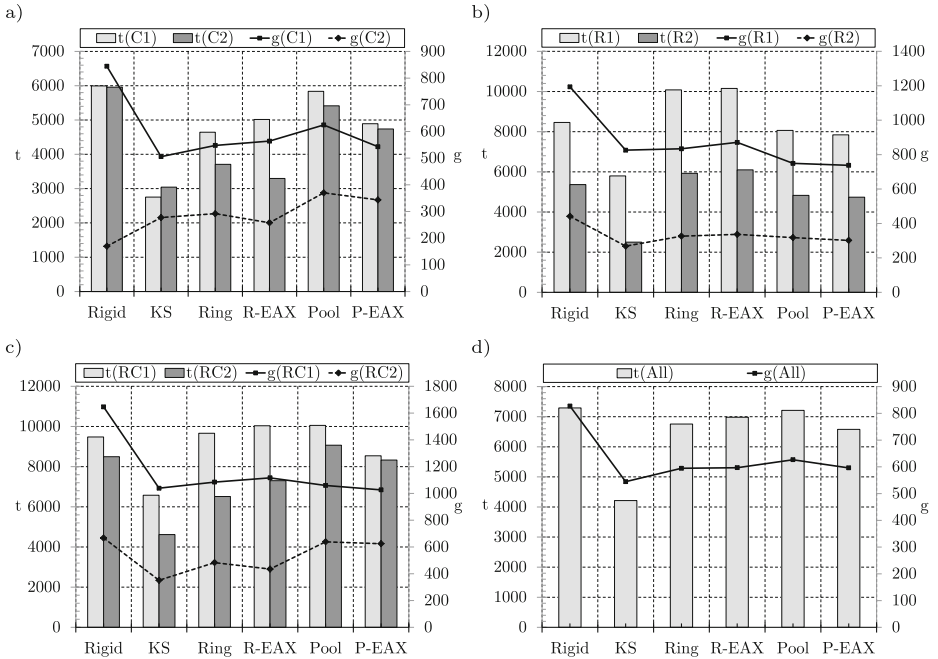 a)
t(C1) t(C2) g(C1) g(C2)
7000 900
6000 800
5000 700
4000 600
3000 500
2000 400
1000 300
0 200
100
0
t g
Rigid KS Ring R-EAX Pool P-EAX
b)
t(R1) t(R2) g(R1) g(R2)
12000 1400
10000 1200
8000 1000
6000 800
4000 600
2000 400
0 200
0
t g
Rigid KS Ring R-EAX Pool P-EAX
c)
t(RC1) t(RC2) g(RC1) g(RC2)
12000 1800
10000 1600
8000 1400
6000 1200
4000 1000
2000 800
0 600
400
200
0
t g
Rigid KS Ring R-EAX Pool P-EAX
d)
t(All) g(All)
8000 900
7000 800
6000 700
5000 600
4000 500
3000 400
2000 300
1000 200
0 100
0
t g
Rigid KS Ring R-EAX Pool P-EAX